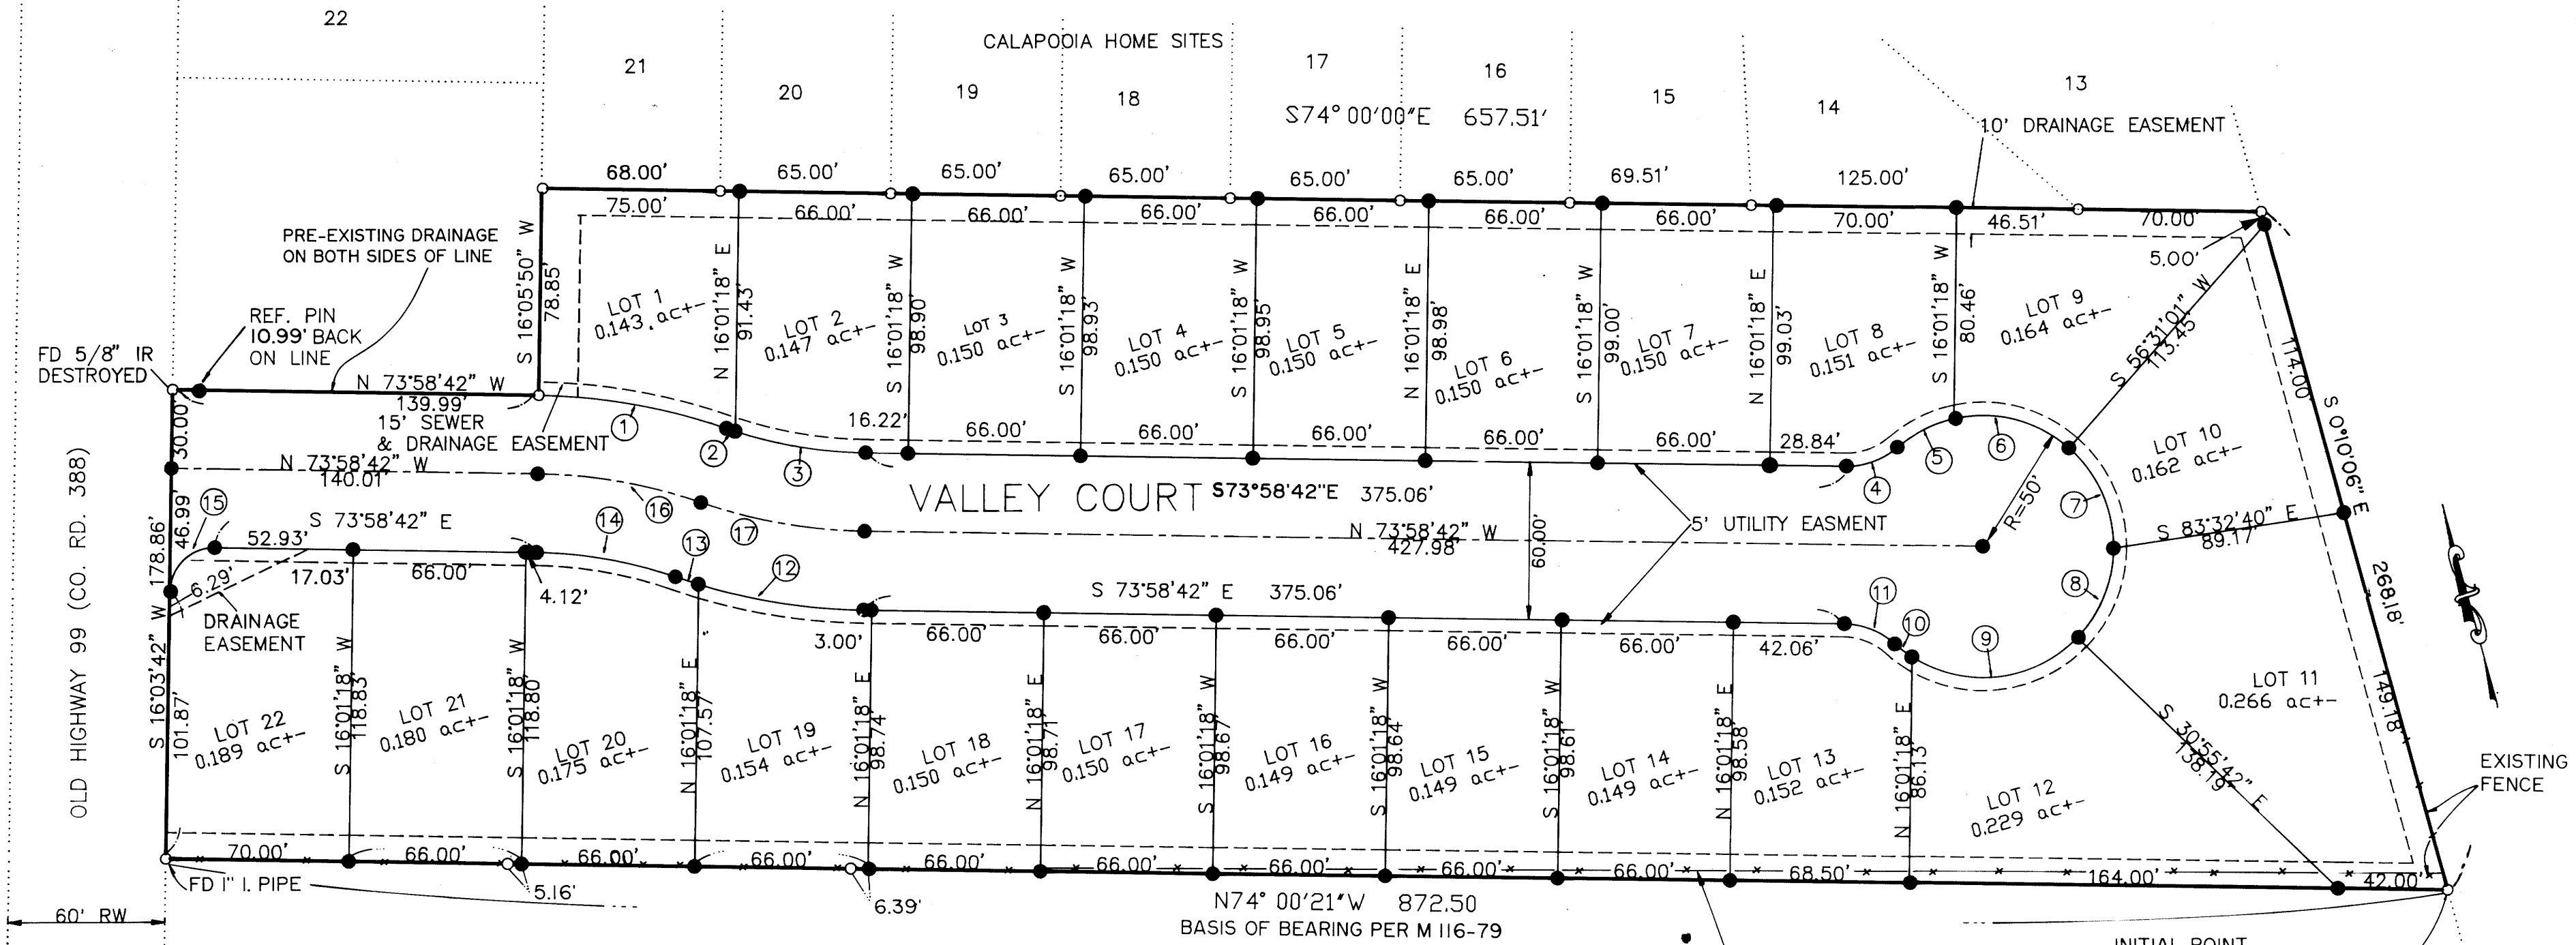 22
CALAPOOIA HOME SITES
21
20
19
18
17
16
15
14
13
S74° 00'00"E 657.51'
10' DRAINAGE EASEMENT
68.00'
65.00'
65.00'
65.00'
65.00'
65.00'
69.51'
125.00'
75.00'
66.00'
66.00'
66.00'
66.00'
66.00'
66.00'
70.00'
46.51'
70.00'
5.00'
PRE-EXISTING DRAINAGE
ON BOTH SIDES OF LINE
REF. PIN
10.99' BACK
ON LINE
FD 5/8" IR
DESTROYED
S 16°05'50" W
78.85'
LOT 1
0.143 ac+-
N 16°01'18" E
91.43'
LOT 2
0.147 ac+-
S 16°01'18" W
98.90'
LOT 3
0.150 ac+-
S 16°01'18" W
98.93'
LOT 4
0.150 ac+-
S 16°01'18" W
98.95'
LOT 5
0.150 ac+-
N 16°01'18" E
98.98'
LOT 6
0.150 ac+-
S 16°01'18" W
99.00'
LOT 7
0.150 ac+-
N 16°01'18" E
99.03'
LOT 8
0.151 ac+-
S 16°01'18" W
80.46'
LOT 9
0.164 ac+-
S 56°31'01" W
113.45'
114.00'
S 0°10'06" E
268.18'
149.18'
LOT 10
0.162 ac+-
S 83°32'40" E
89.17'
N 73°58'42" W
139.99'
15' SEWER
& DRAINAGE EASEMENT
30.00'
1
2
3
16.22'
66.00'
66.00'
66.00'
66.00'
66.00'
28.84'
4
5
6
7
8
9
10
11
R=50'
N 73°58'42" W
140.01'
16
17
VALLEY COURT
S73°58'42"E 375.06'
N 73°58'42" W
427.98'
60.00'
5' UTILITY EASMENT
OLD HIGHWAY 99 (CO. RD. 388)
46.99'
178.86'
15
S 73°58'42" E
52.93'
14
13
12
6.29'
17.03'
66.00'
4.12'
DRAINAGE
EASEMENT
S 73°58'42" E 375.06'
3.00'
66.00'
66.00'
66.00'
66.00'
66.00'
42.06'
S 16°03'42" W
101.87'
LOT 22
0.189 ac+-
S 16°01'18" W
118.83'
LOT 21
0.180 ac+-
S 16°01'18" W
118.80'
LOT 20
0.175 ac+-
N 16°01'18" E
107.57'
LOT 19
0.154 ac+-
N 16°01'18" E
98.74'
LOT 18
0.150 ac+-
N 16°01'18" E
98.71'
LOT 17
0.150 ac+-
S 16°01'18" W
98.67'
LOT 16
0.149 ac+-
S 16°01'18" W
98.64'
LOT 15
0.149 ac+-
S 16°01'18" W
98.61'
LOT 14
0.149 ac+-
N 16°01'18" E
98.58'
LOT 13
0.152 ac+-
N 16°01'18" E
86.13'
LOT 12
0.229 ac+-
S 30°55'42" E
138.19'
LOT 11
0.266 ac+-
EXISTING
FENCE
70.00'
66.00'
66.00'
66.00'
66.00'
66.00'
66.00'
66.00'
66.00'
68.50'
164.00'
42.00'
FD 1" I. PIPE
5.16'
6.39'
60' RW
N74° 00'21"W 872.50
BASIS OF BEARING PER M 116-79
INITIAL POINT